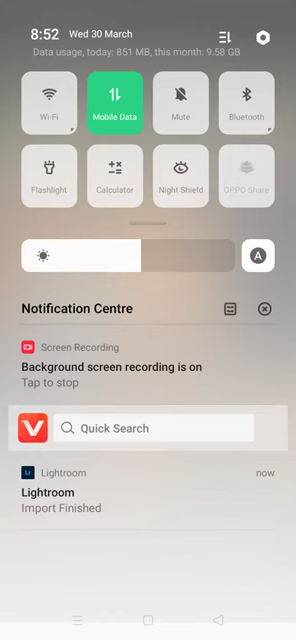 8:52 Wed 30 March
Data usage, today: 851 MB, this month: 9.58 GB
Wi-Fi
Mobile Data
Mute
Bluetooth
Flashlight
Calculator
Night Shield
OPPO Share
A
Notification Centre
Screen Recording
Background screen recording is on
Tap to stop
Quick Search
Lr Lightroom now
Lightroom
Import Finished